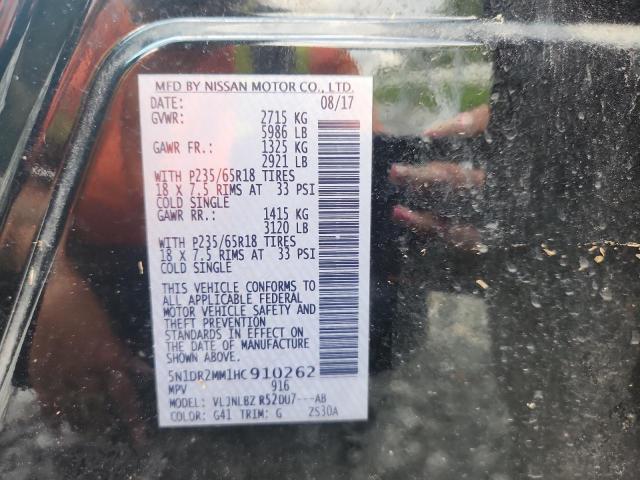 MFD BY NISSAN MOTOR CO., LTD.
DATE: 08/17
GVWR: 2715 KG
5986 LB
GAWR FR.: 1325 KG
2921 LB
WITH P235/65R18 TIRES
18 X 7.5 RIMS AT 33 PSI
COLD SINGLE
GAWR RR.: 1415 KG
3120 LB
WITH P235/65R18 TIRES
18 X 7.5 RIMS AT 33 PSI
COLD SINGLE
THIS VEHICLE CONFORMS TO
ALL APPLICABLE FEDERAL
MOTOR VEHICLE SAFETY AND
THEFT PREVENTION
STANDARDS IN EFFECT ON
THE DATE OF MANUFACTURE
SHOWN ABOVE.
5N1DR2MM1HC910262
MPV 916
MODEL: VLJNLBZ R52DU7---AB
COLOR: G41 TRIM: G ZS30A